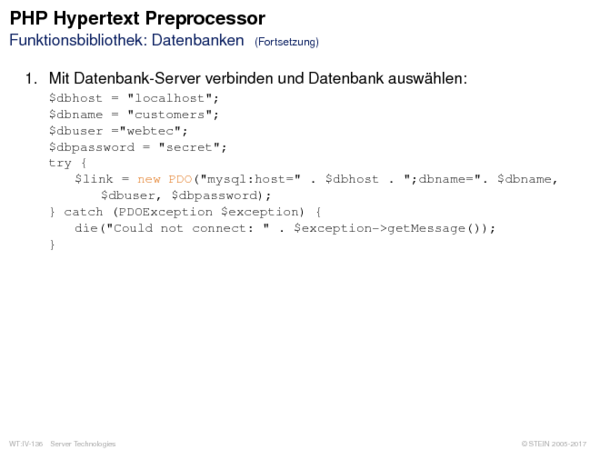 PHP Hypertext Preprocessor
Funktionsbibliothek: Datenbanken (Fortsetzung)
1. Mit Datenbank-Server verbinden und Datenbank auswählen:
$dbhost = "localhost";
$dbname = "customers";
$dbuser ="webtec";
$dbpassword = "secret";
try {
$link = new PDO("mysql:host=" . $dbhost . ";dbname=". $dbname,
$dbuser, $dbpassword);
} catch (PDOException $exception) {
die("Could not connect: " . $exception->getMessage());
}
WT:IV-136 Server Technologies © STEIN 2005-2017